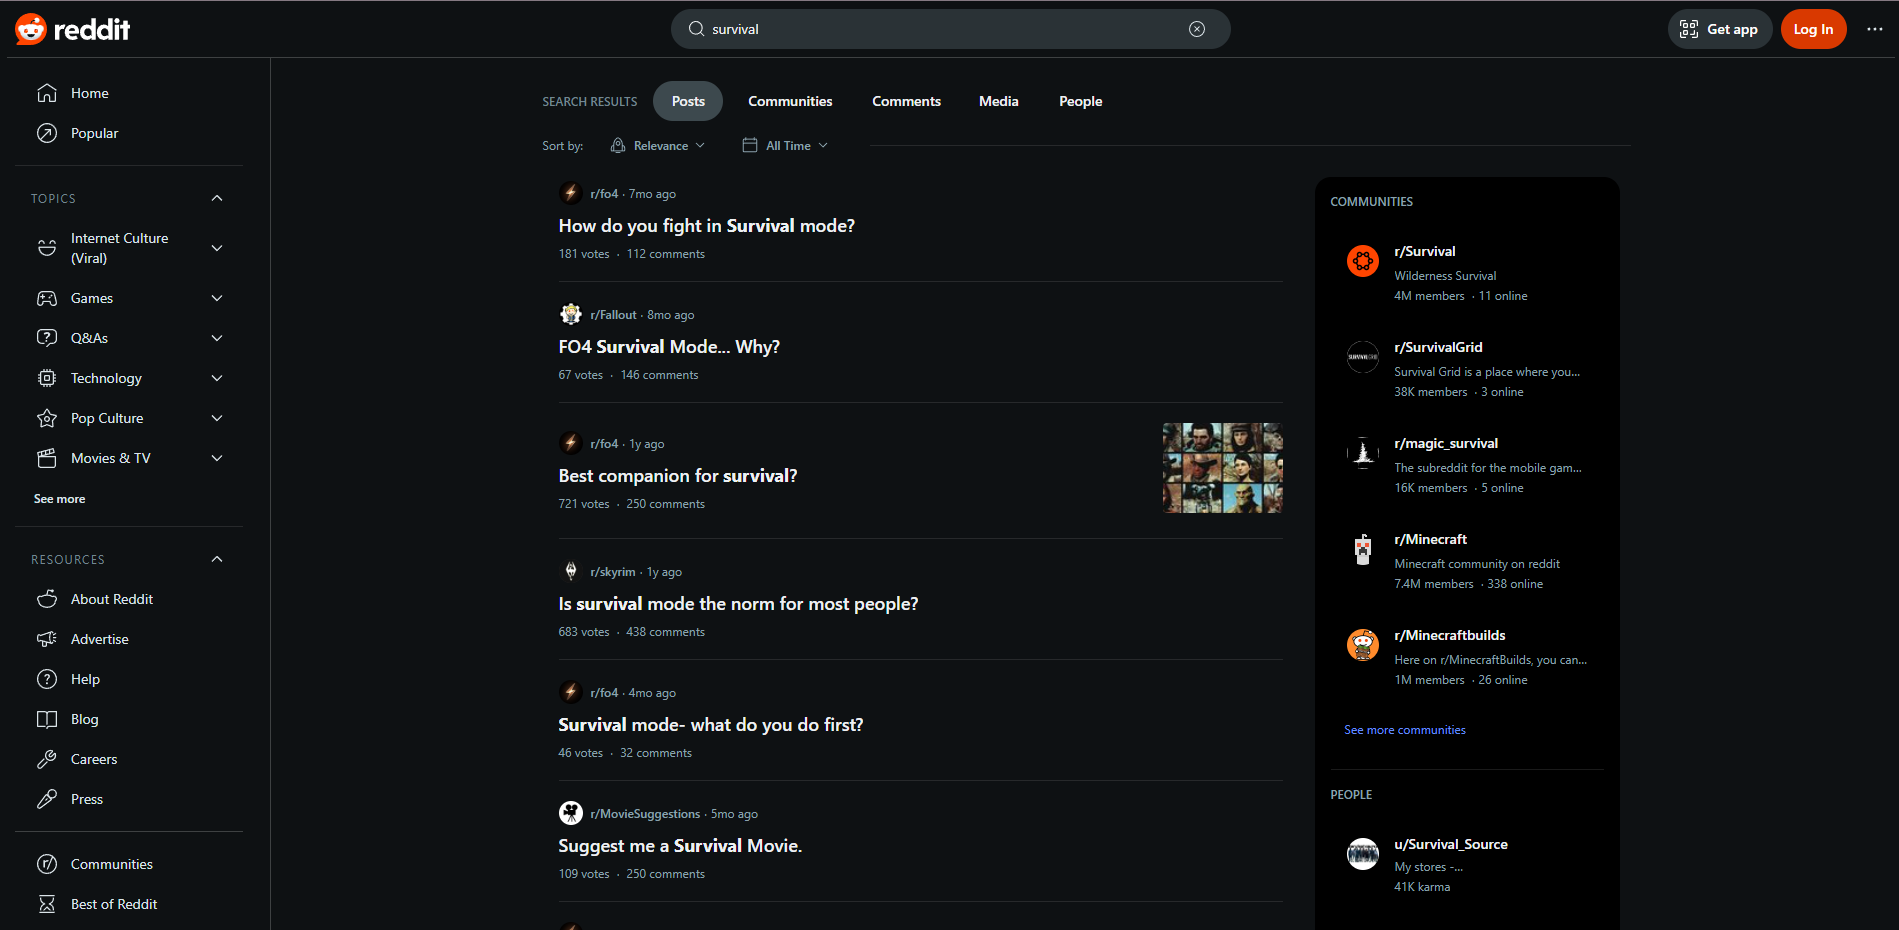 reddit
survival
Get app
Log In
Home
Popular
TOPICS
Internet Culture
(Viral)
Games
Q&As
Technology
Pop Culture
Movies & TV
See more
RESOURCES
About Reddit
Advertise
Help
Blog
Careers
Press
Communities
Best of Reddit
SEARCH RESULTS Posts Communities Comments Media People
Sort by: Relevance All Time
r/fo4 · 7mo ago
How do you fight in Survival mode?
181 votes · 112 comments
r/Fallout · 8mo ago
FO4 Survival Mode... Why?
67 votes · 146 comments
r/fo4 · 1y ago
Best companion for survival?
721 votes · 250 comments
r/skyrim · 1y ago
Is survival mode the norm for most people?
683 votes · 438 comments
r/fo4 · 4mo ago
Survival mode- what do you do first?
46 votes · 32 comments
r/MovieSuggestions · 5mo ago
Suggest me a Survival Movie.
109 votes · 250 comments
COMMUNITIES
r/Survival
Wilderness Survival
4M members · 11 online
SURVIVALGRID
r/SurvivalGrid
Survival Grid is a place where you...
38K members · 3 online
r/magic_survival
The subreddit for the mobile gam...
16K members · 5 online
r/Minecraft
Minecraft community on reddit
7.4M members · 338 online
r/Minecraftbuilds
Here on r/MinecraftBuilds, you can...
1M members · 26 online
See more communities
PEOPLE
u/Survival_Source
My stores -...
41K karma